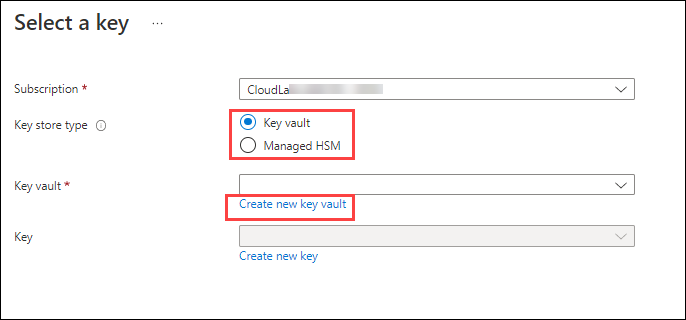 Select a key ...
Subscription *
CloudLa
Key store type
Key vault
Managed HSM
Key vault *
Create new key vault
Key
Create new key